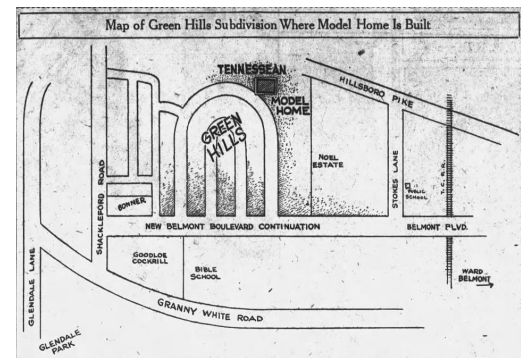 Map of Green Hills Subdivision Where Model Home Is Built
TENNESSEAN
MODEL
HOME
HILLSBORO PIKE
GREEN
HILLS
NOEL
ESTATE
STOKES LANE
PUBLIC
SCHOOL
T.C.R.R.
SHACKLEFORD ROAD
BONNER
NEW BELMONT BOULEVARD CONTINUATION
BELMONT BLVD.
GOODLOE
COCKRILL
BIBLE
SCHOOL
WARD
BELMONT
GLENDALE LANE
GRANNY WHITE ROAD
GLENDALE
PARK